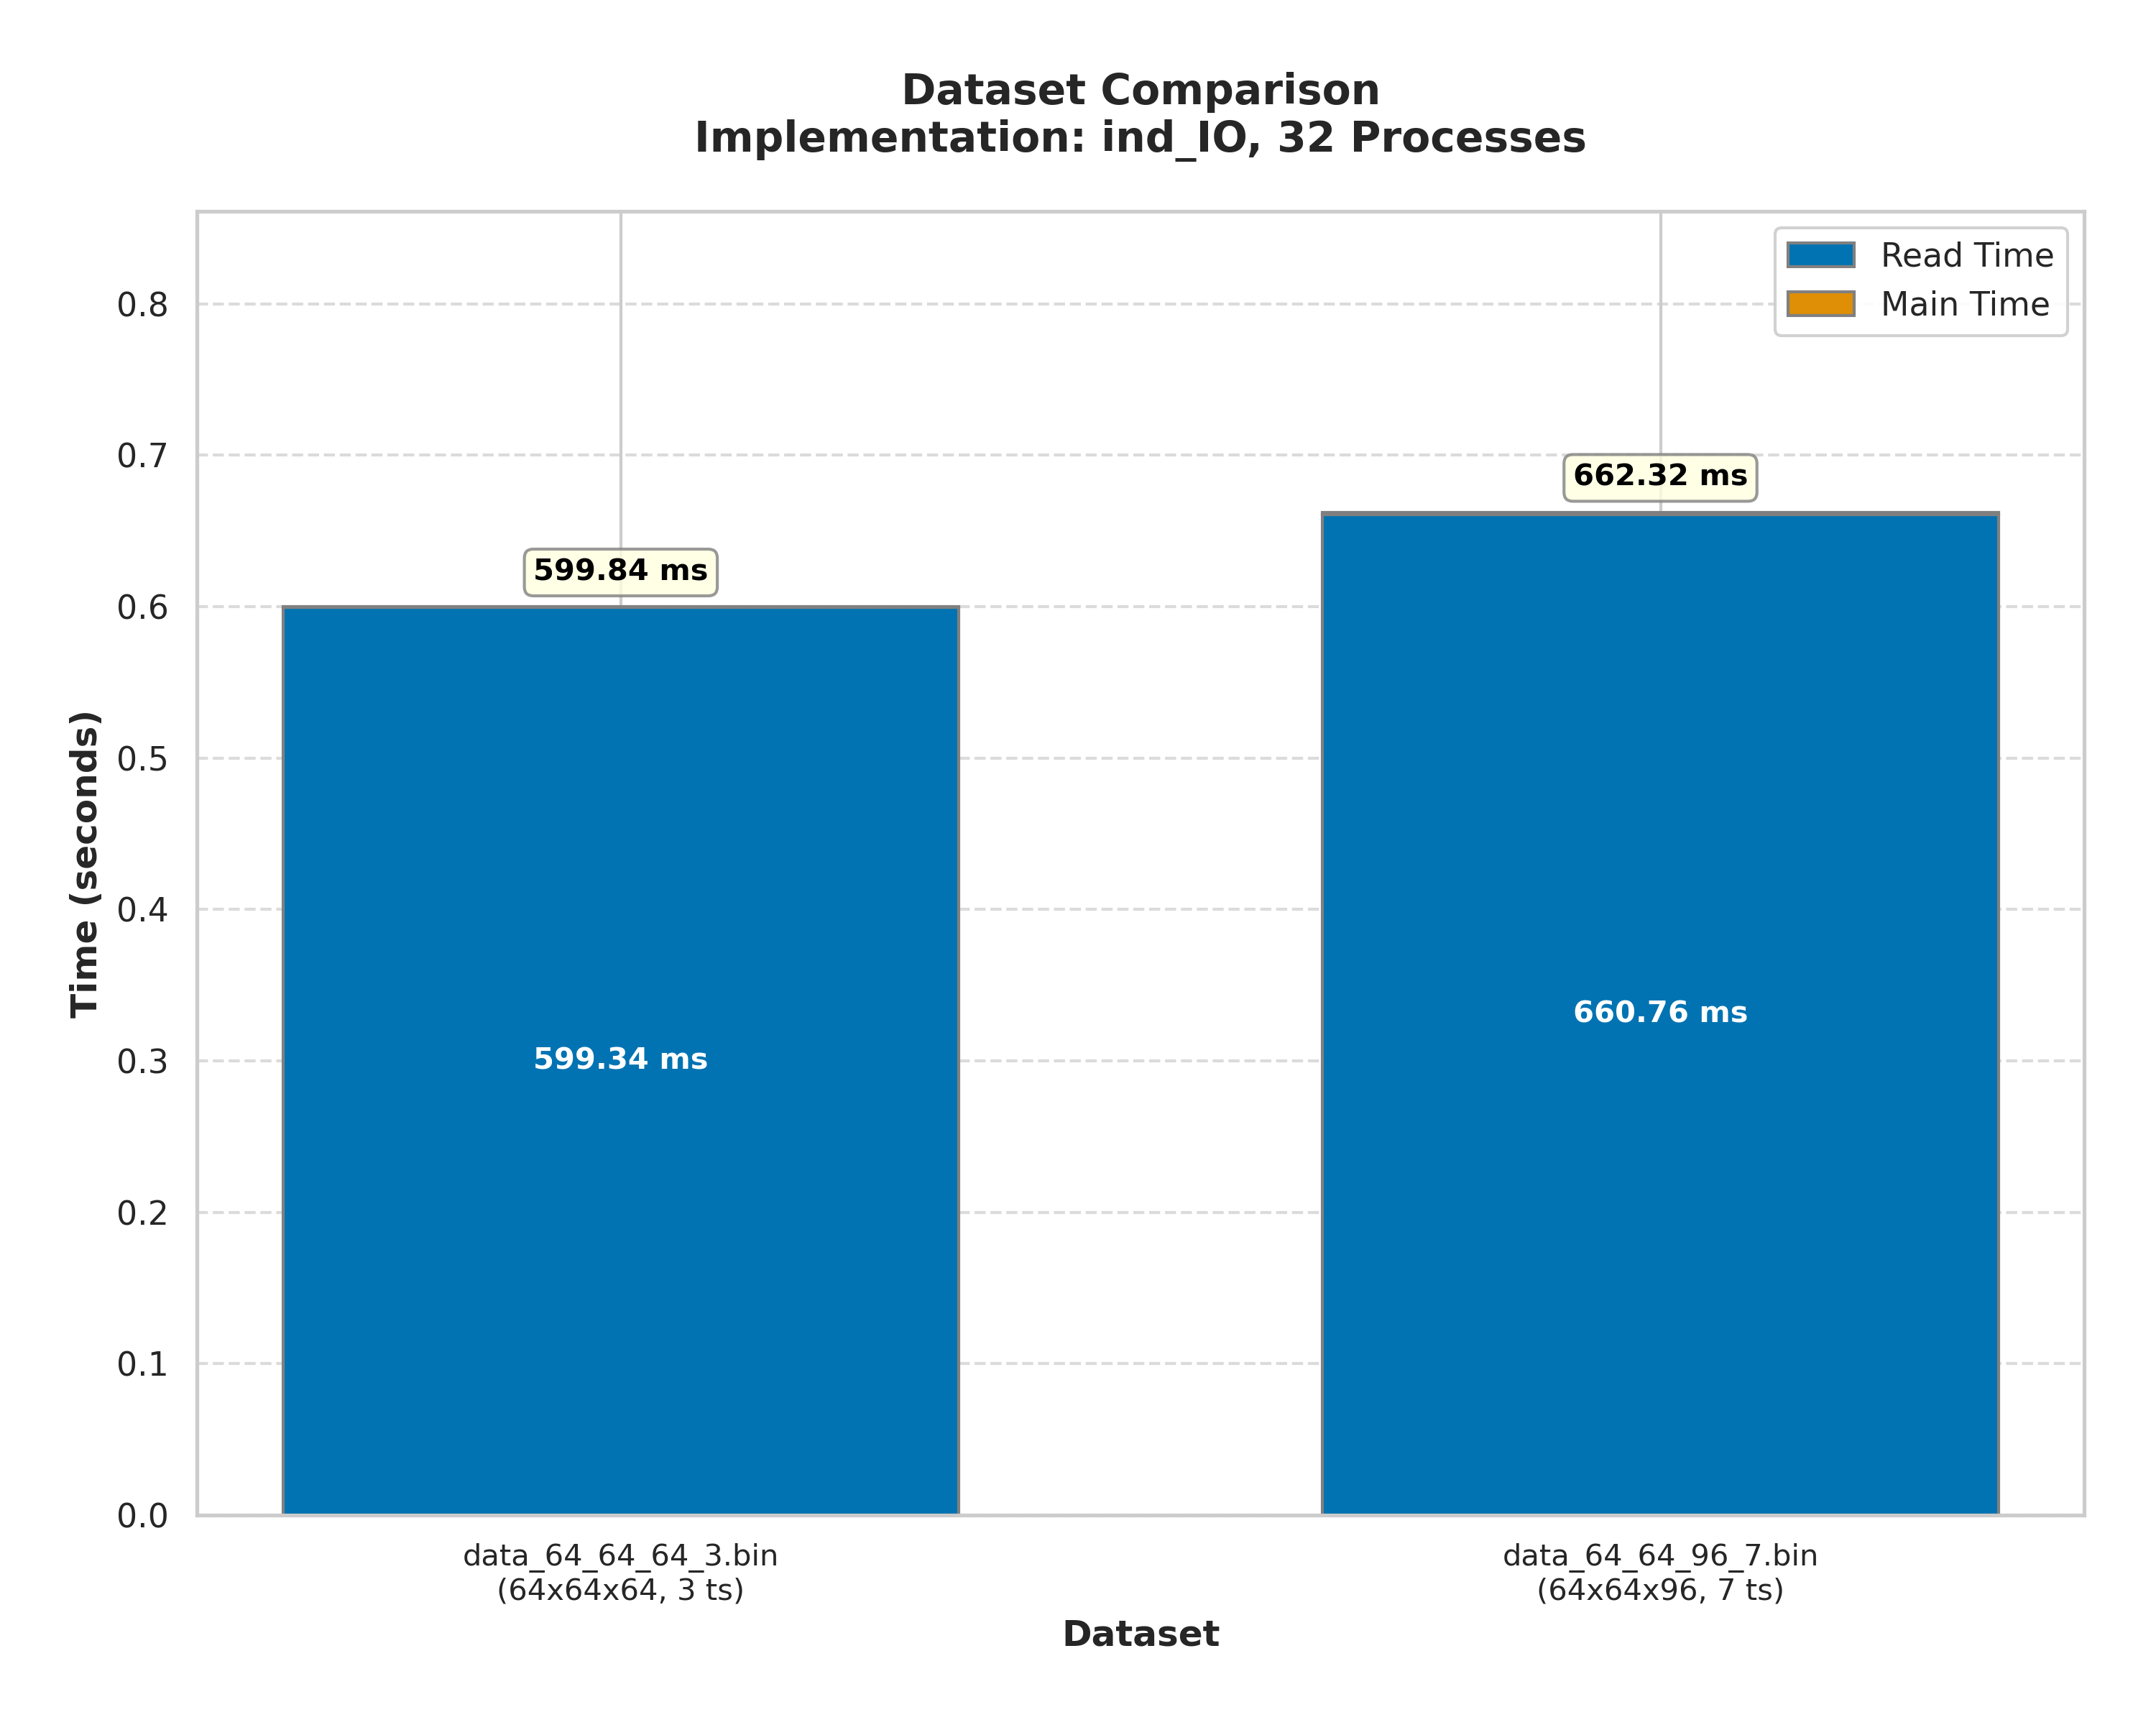 Dataset Comparison
Implementation: ind_IO, 32 Processes
Read Time
Main Time
0.8
0.7
0.6
0.5
0.4
0.3
0.2
0.1
0.0
Time (seconds)
599.84 ms
662.32 ms
599.34 ms
660.76 ms
data_64_64_64_3.bin
(64x64x64, 3 ts)
data_64_64_96_7.bin
(64x64x96, 7 ts)
Dataset